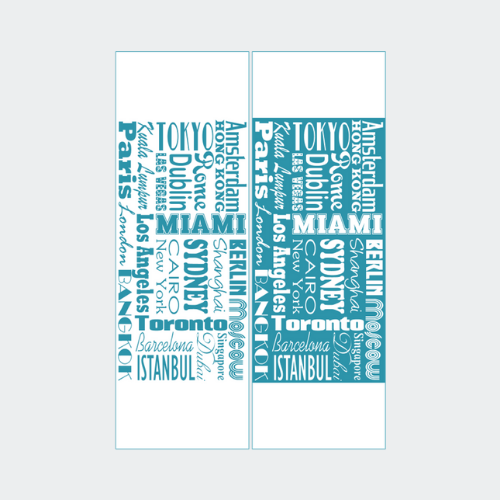 Paris
Kuala Lumpur
TOKYO
LAS VEGAS
Dublin
Rome
HONG KONG
Amsterdam
London
Los Angeles
MIAMI
New York
CAIRO
SYDNEY
Shanghai
BERLIN
BANGKOK
Toronto
Moscow
Barcelona
ISTANBUL
Dubai
Singapore
Paris
Kuala Lumpur
TOKYO
LAS VEGAS
Dublin
Rome
HONG KONG
Amsterdam
London
Los Angeles
MIAMI
New York
CAIRO
SYDNEY
Shanghai
BERLIN
BANGKOK
Toronto
Moscow
Barcelona
ISTANBUL
Dubai
Singapore